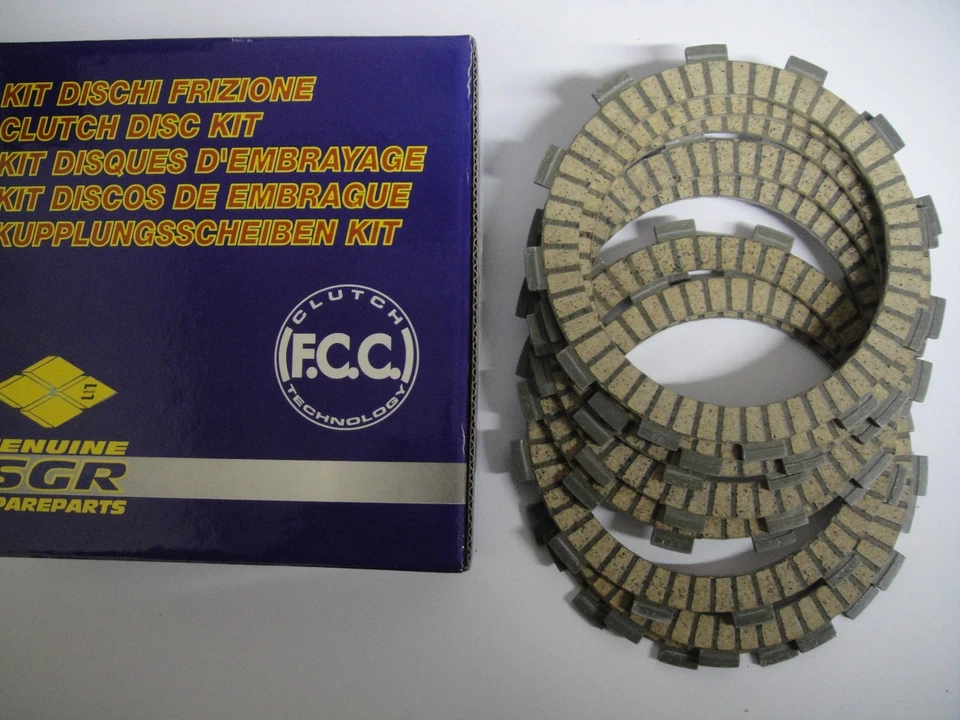 KIT DISCHI FRIZIONE
CLUTCH DISC KIT
KIT DISQUES D'EMBRAYAGE
KIT DISCOS DE EMBRAGUE
KUPPLUNGSSCHEIBEN KIT
CLUTCH
F.C.C.
TECHNOLOGY
ENUINE
SGR
PAREPARTS